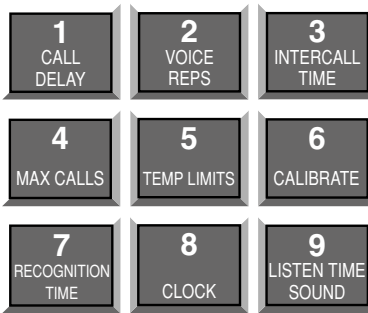 1
CALL
DELAY
2
VOICE
REPS
3
INTERCALL
TIME
4
MAX CALLS
5
TEMP LIMITS
6
CALIBRATE
7
RECOGNITION
TIME
8
CLOCK
9
LISTEN TIME
SOUND